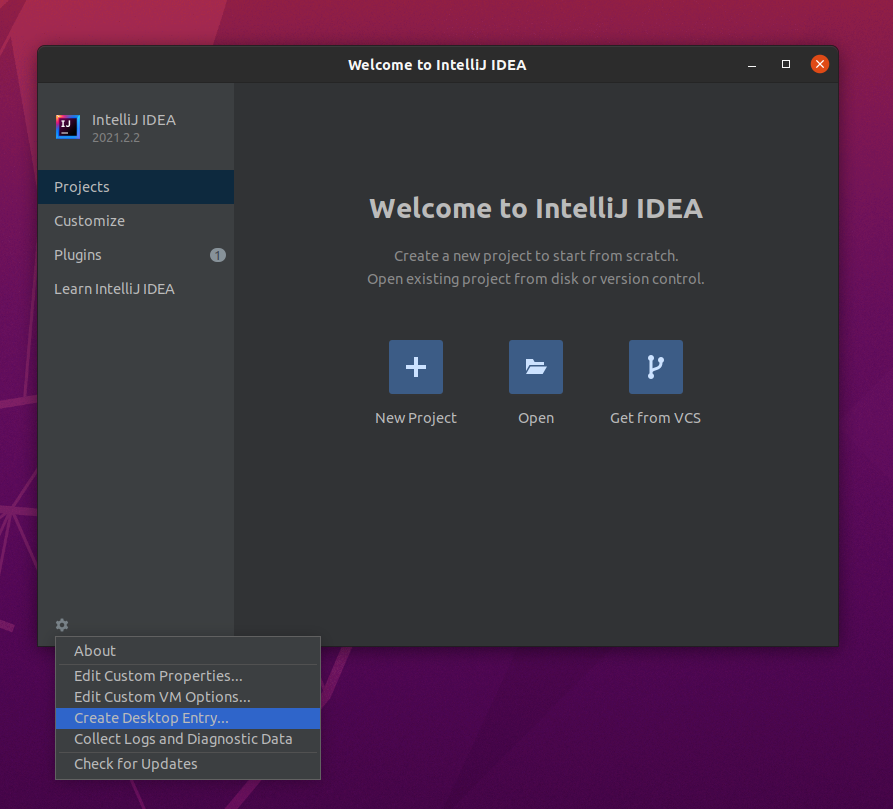 Welcome to IntelliJ IDEA
IJ
IntelliJ IDEA
2021.2.2
Projects
Customize
Plugins 1
Learn IntelliJ IDEA
Welcome to IntelliJ IDEA
Create a new project to start from scratch.
Open existing project from disk or version control.
New Project Open Get from VCS
About
Edit Custom Properties...
Edit Custom VM Options...
Create Desktop Entry...
Collect Logs and Diagnostic Data
Check for Updates